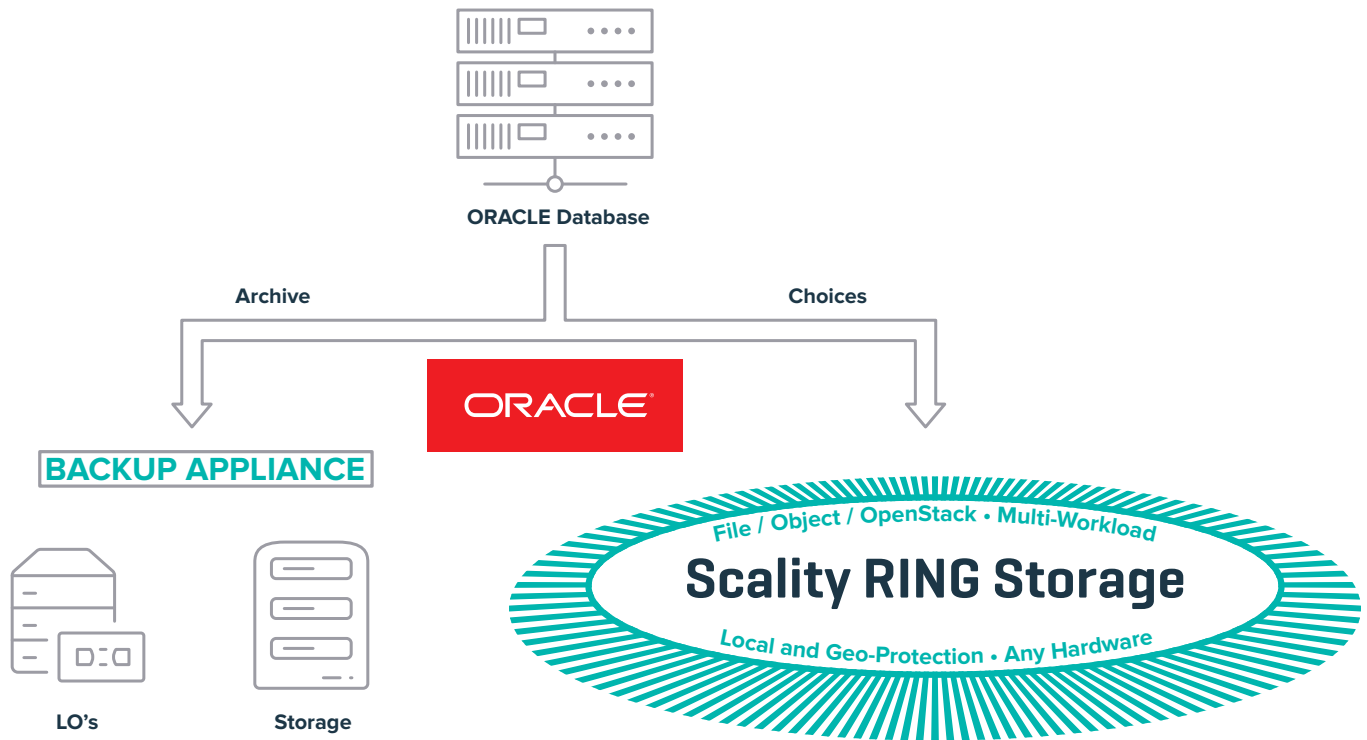 ORACLE Database
Archive
Choices
ORACLE®
BACKUP APPLIANCE
File / Object / OpenStack • Multi-Workload
Scality RING Storage
Local and Geo-Protection • Any Hardware
LO’s
Storage